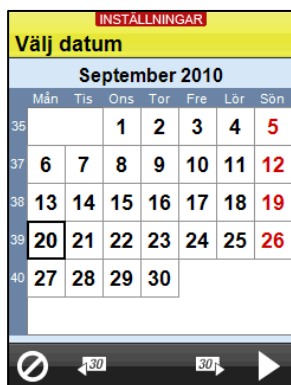 INSTÄLLNINGAR
Välj datum
September 2010
Mån Tis Ons Tor Fre Lör Sön
35 1 2 3 4 5
37 6 7 8 9 10 11 12
38 13 14 15 16 17 18 19
39 20 21 22 23 24 25 26
40 27 28 29 30
30 30